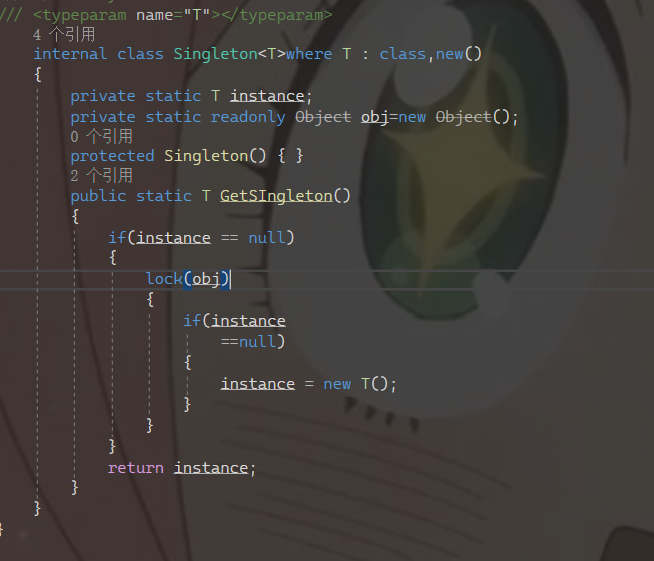 /// <typeparam name="T"></typeparam>
4 个引用
internal class Singleton<T>where T : class,new()
{
private static T instance;
private static readonly Object obj=new Object();
0 个引用
protected Singleton() { }
2 个引用
public static T GetSIngleton()
{
if(instance == null)
{
lock(obj)
{
if(instance
==null)
{
instance = new T();
}
}
}
return instance;
}
}
}